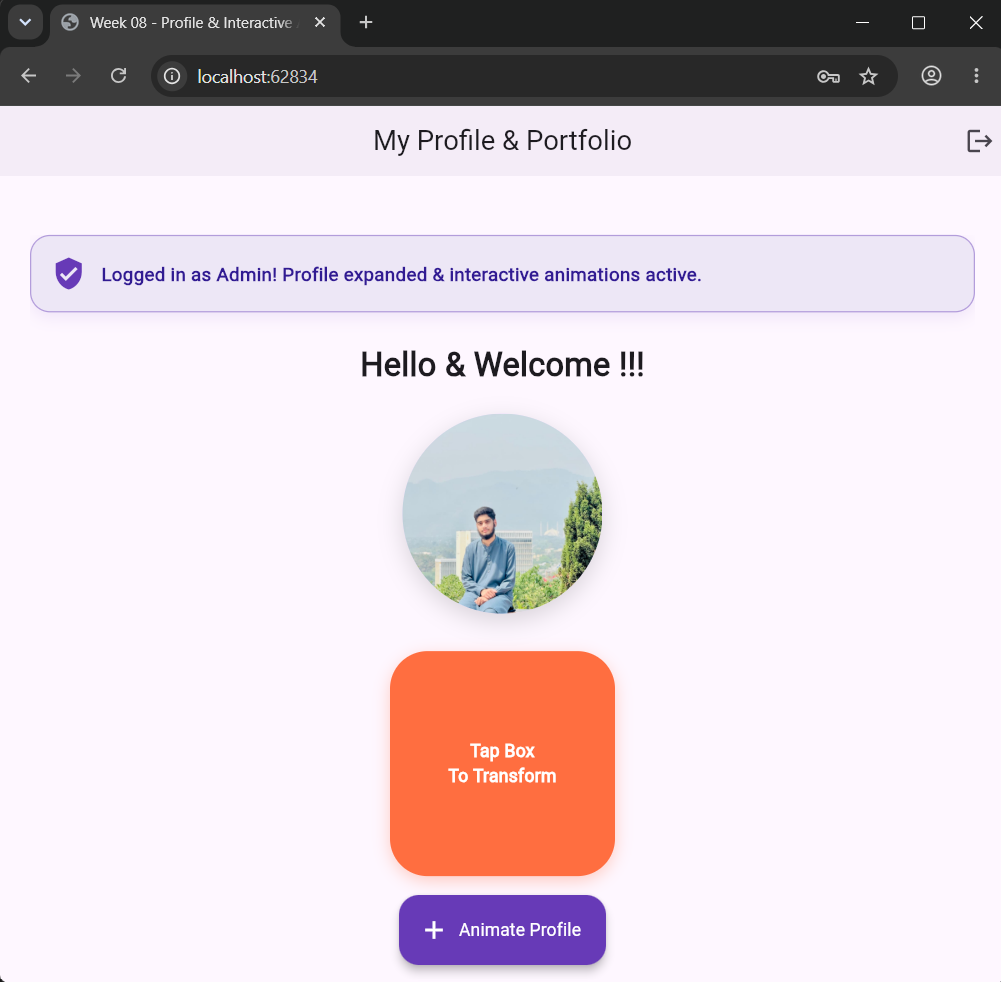 Week 08 - Profile & Interactive
localhost:62834
My Profile & Portfolio
Logged in as Admin! Profile expanded & interactive animations active.
Hello & Welcome !!!
Tap Box
To Transform
Animate Profile